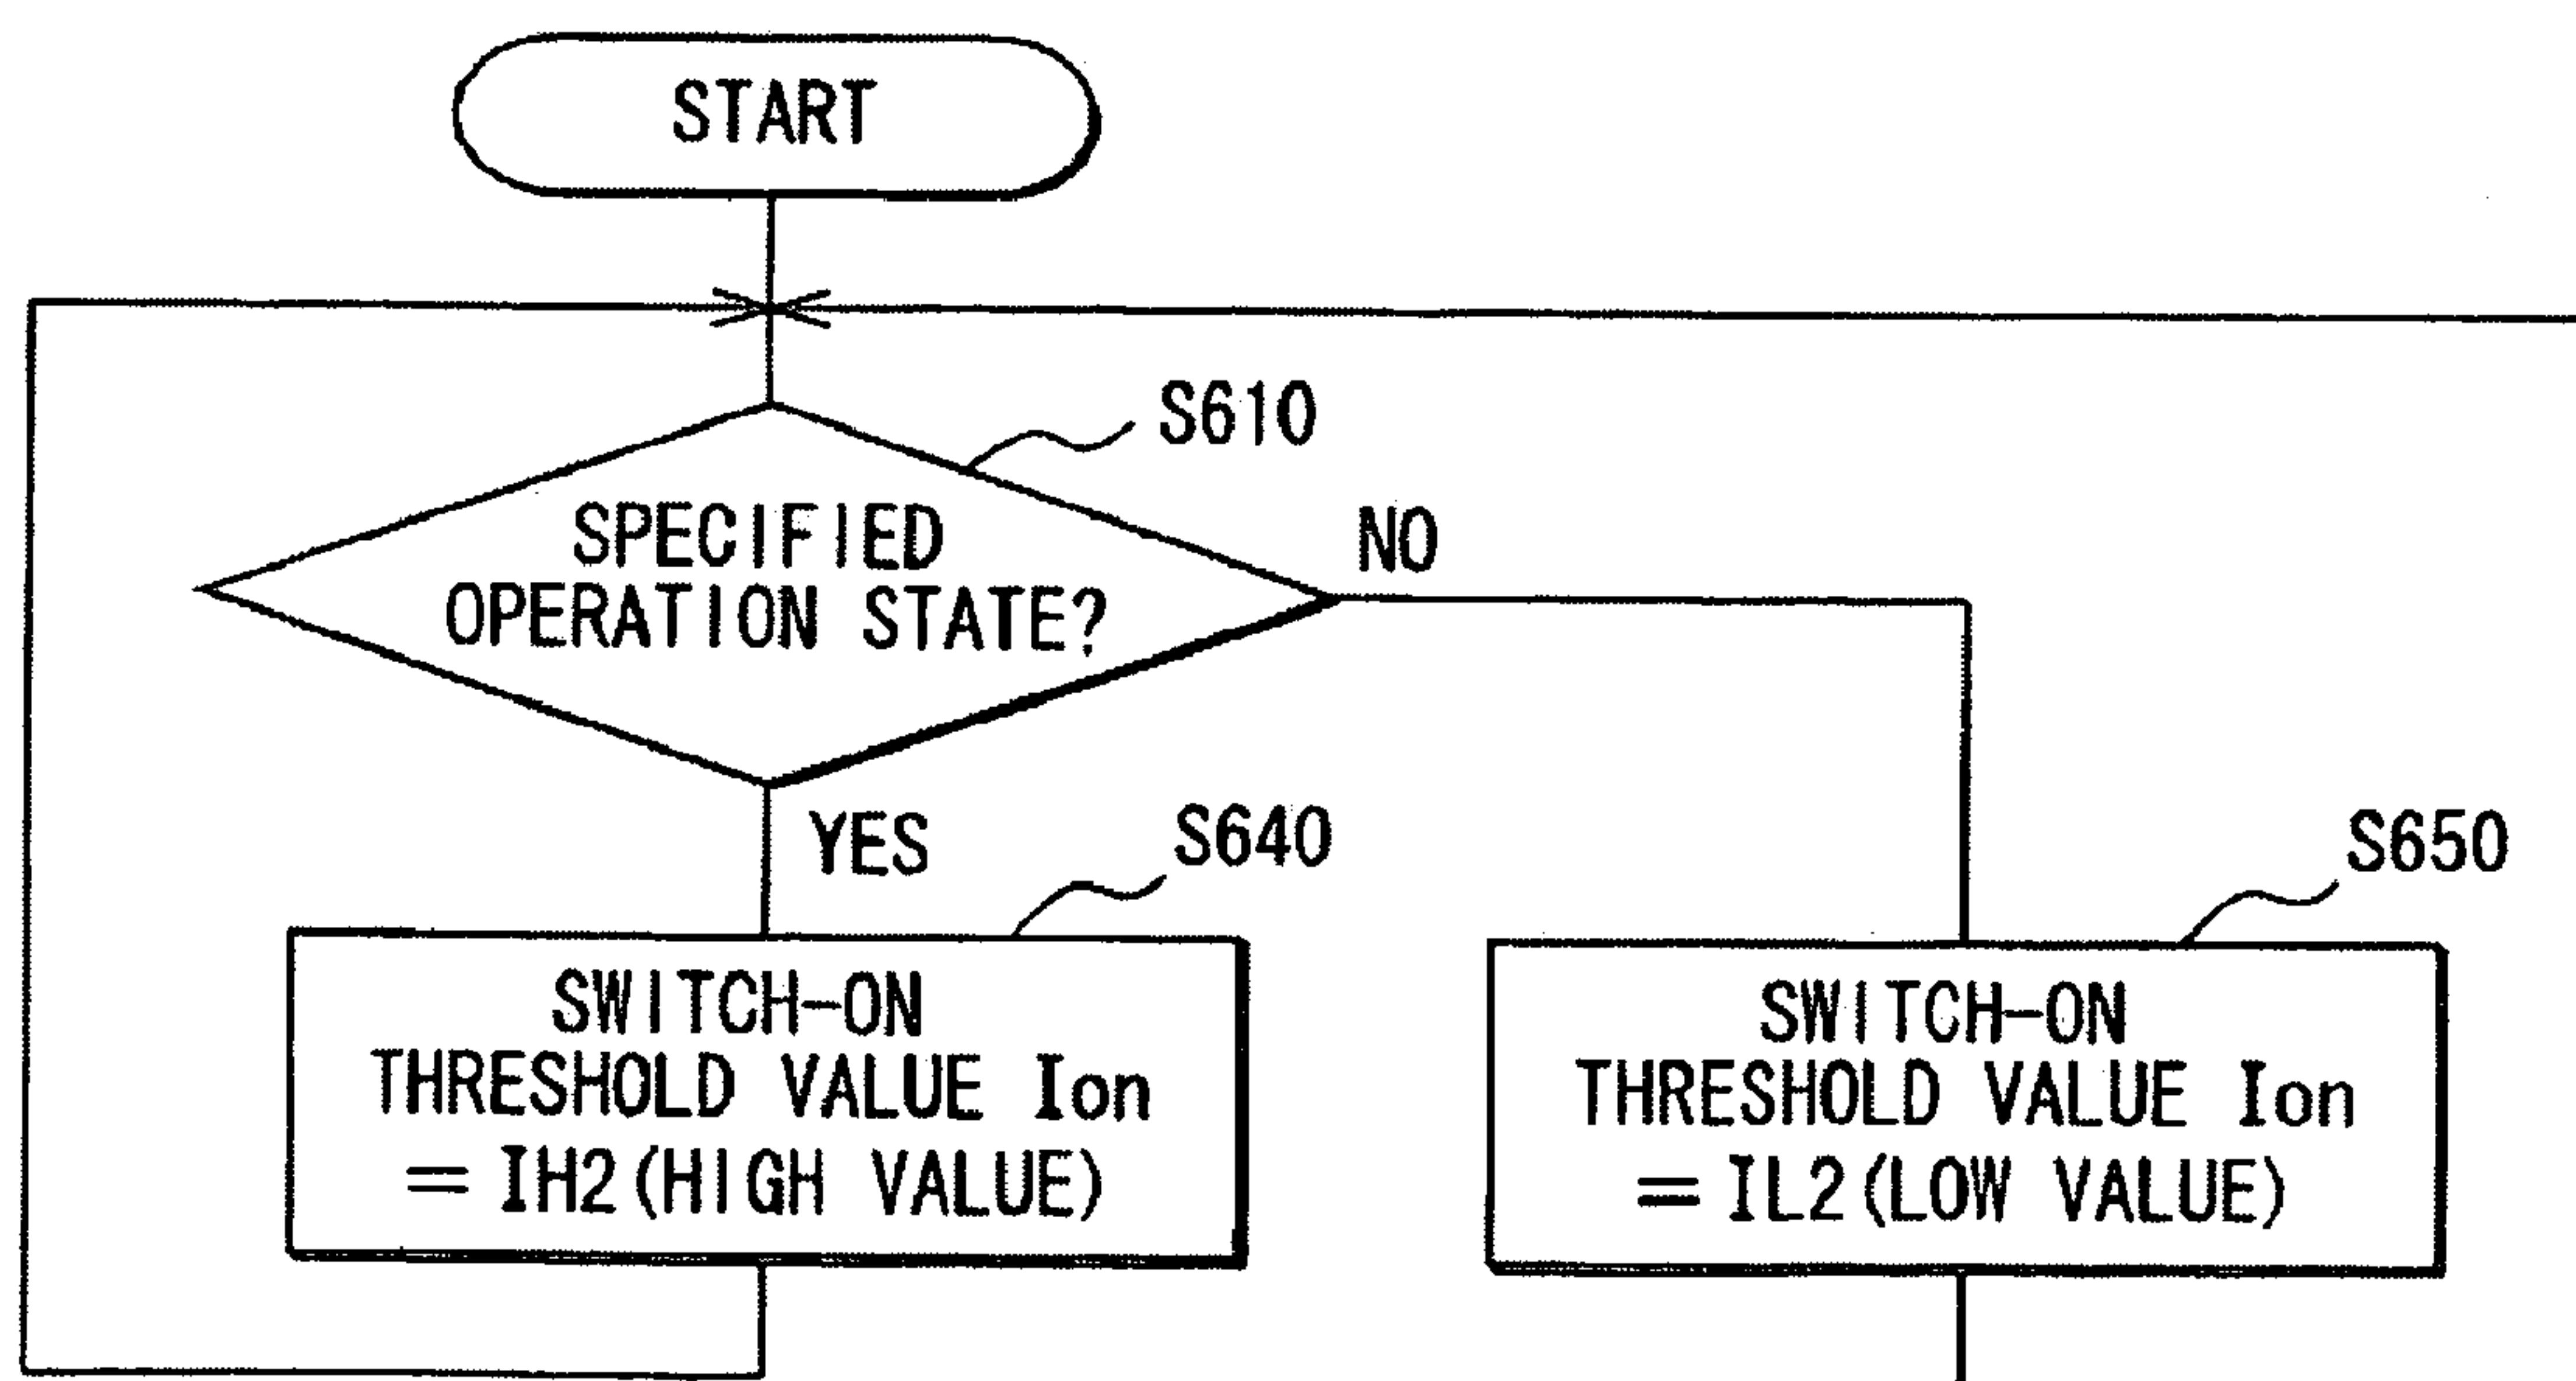 START
S610
SPECIFIED
OPERATION STATE?
NO
YES
S640
SWITCH-ON
THRESHOLD VALUE Ion
= IH2(HIGH VALUE)
S650
SWITCH-ON
THRESHOLD VALUE Ion
= IL2(LOW VALUE)